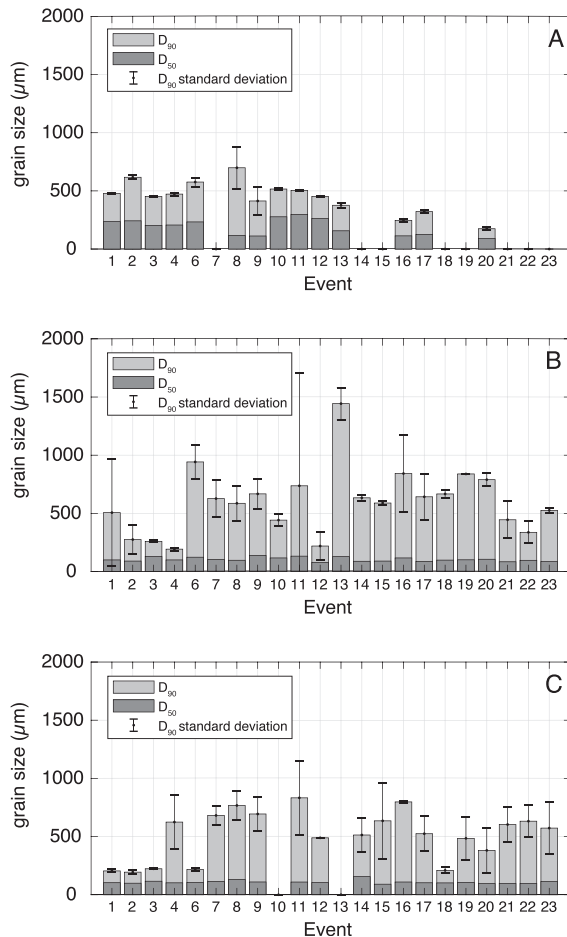 2000
A
D90
D50
D90 standard deviation
1500
1000
500
0
grain size (µm)
1 2 3 4 6 7 8 9 10 11 12 13 14 15 16 17 18 19 20 21 22 23
Event
2000
B
D90
D50
D90 standard deviation
1500
1000
500
0
grain size (µm)
1 2 3 4 6 7 8 9 10 11 12 13 14 15 16 17 18 19 20 21 22 23
Event
2000
C
D90
D50
D90 standard deviation
1500
1000
500
0
grain size (µm)
1 2 3 4 6 7 8 9 10 11 12 13 14 15 16 17 18 19 20 21 22 23
Event